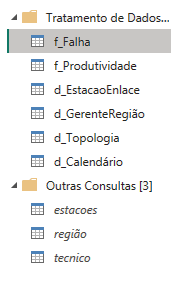 Tratamento de Dados...
f_Falha
f_Produtividade
d_EstacaoEnlace
d_GerenteRegião
d_Topologia
d_Calendário
Outras Consultas [3]
estacoes
região
tecnico